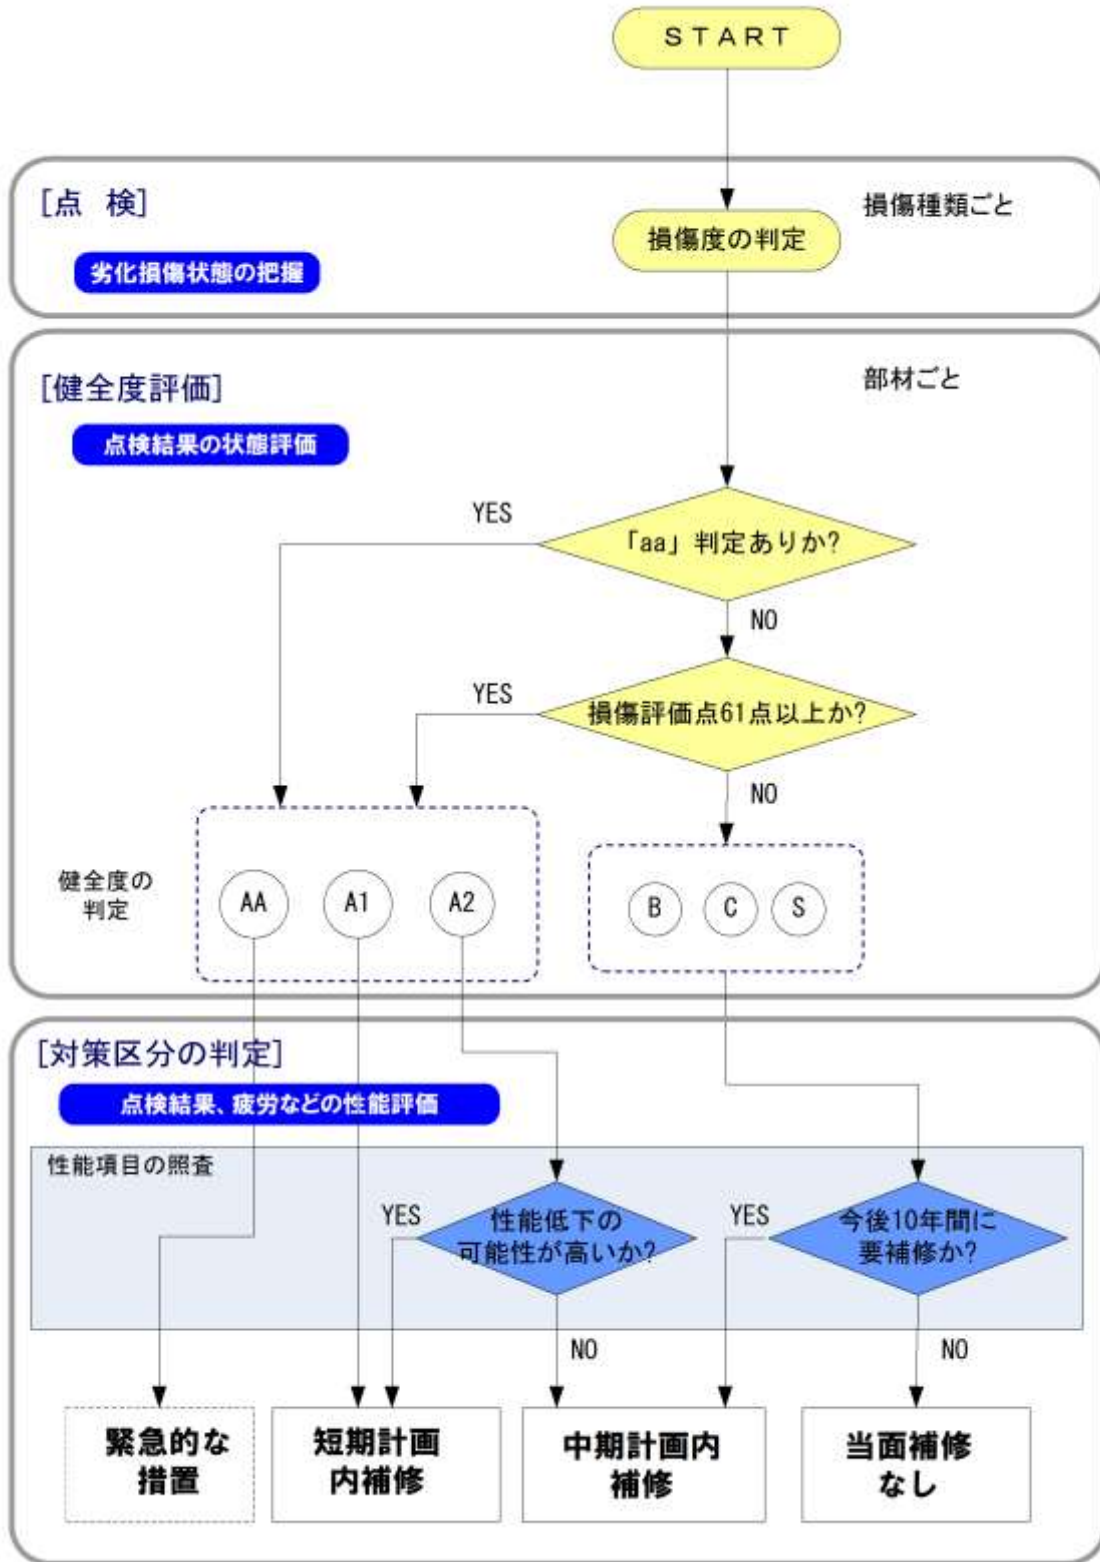 ＳＴＡＲＴ
[点　検]
損傷種類ごと
損傷度の判定
劣化損傷状態の把握
[健全度評価]
部材ごと
点検結果の状態評価
YES
「aa」判定ありか?
NO
YES
損傷評価点61点以上か?
NO
健全度の
判定
AA
A1
A2
B
C
S
[対策区分の判定]
点検結果、疲労などの性能評価
性能項目の照査
YES
性能低下の
可能性が高いか?
YES
今後10年間に
要補修か?
NO
NO
緊急的な
措置
短期計画
内補修
中期計画内
補修
当面補修
なし